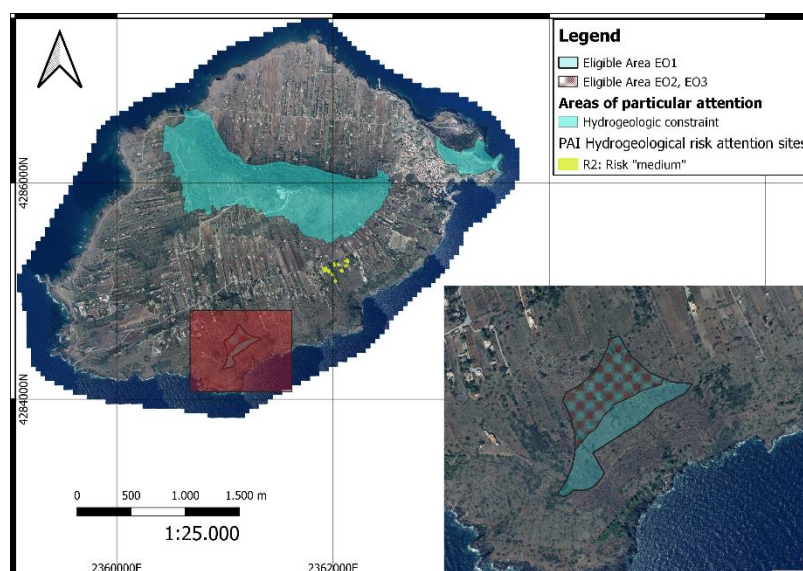 Legend
Eligible Area EO1
Eligible Area EO2, EO3
Areas of particular attention
Hydrogeologic constraint
PAI Hydrogeological risk attention sites
R2: Risk "medium"
4286000N
4284000N
0 500 1.000 1.500 m
1:25.000
2360000E 2362000E